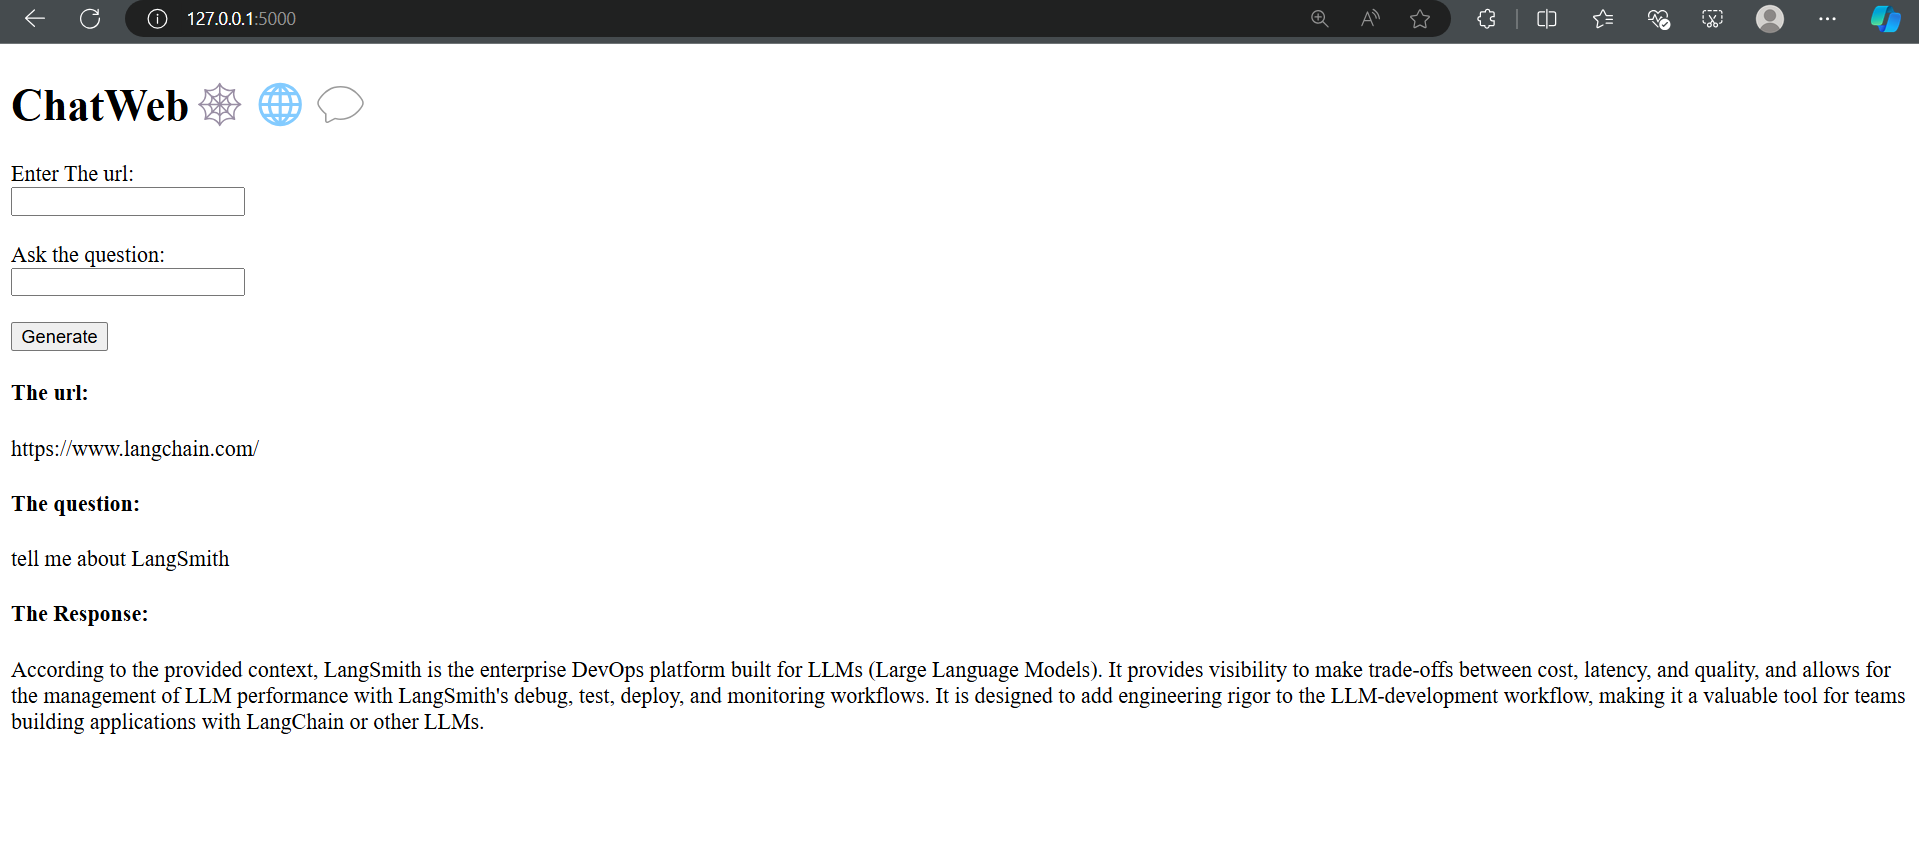 127.0.0.1:5000
ChatWeb
Enter The url:
Ask the question:
Generate
The url:
https://www.langchain.com/
The question:
tell me about LangSmith
The Response:
According to the provided context, LangSmith is the enterprise DevOps platform built for LLMs (Large Language Models). It provides visibility to make trade-offs between cost, latency, and quality, and allows for
the management of LLM performance with LangSmith's debug, test, deploy, and monitoring workflows. It is designed to add engineering rigor to the LLM-development workflow, making it a valuable tool for teams
building applications with LangChain or other LLMs.